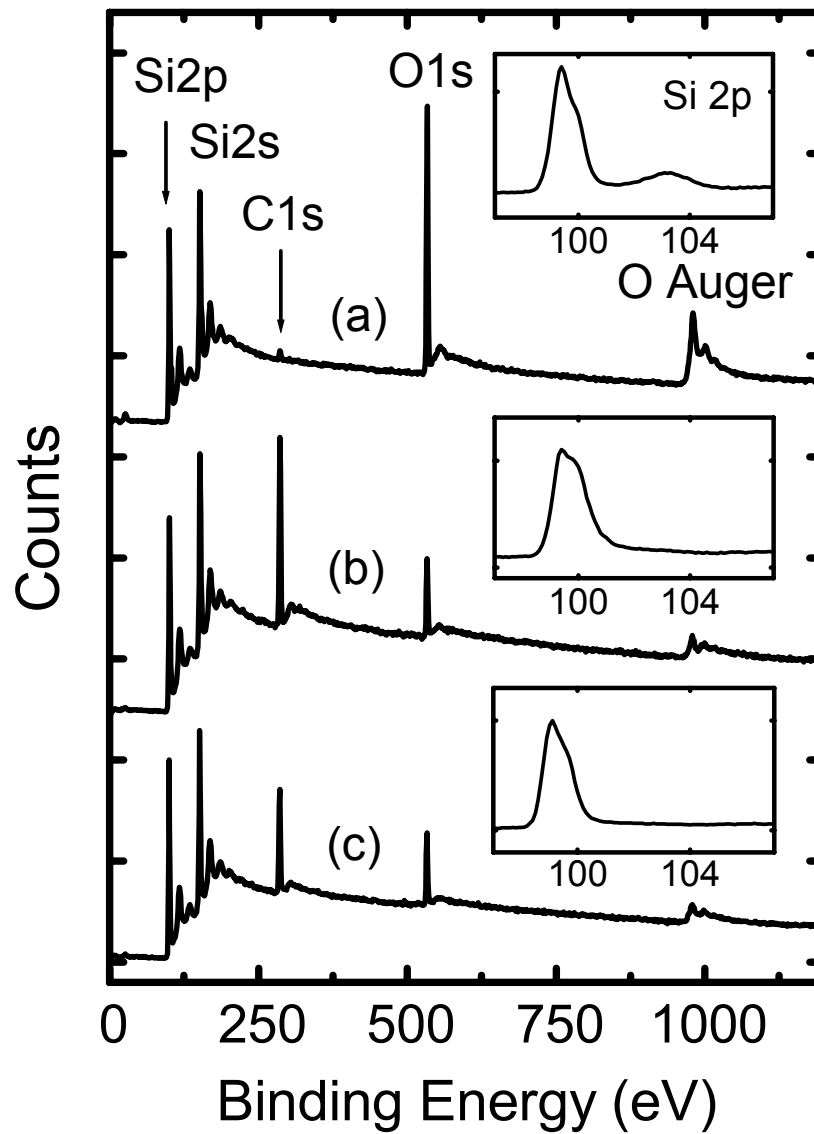 Si2p
Si2s
C1s
O1s
Si 2p
100 104
O Auger
(a)
100 104
(b)
100 104
(c)
Counts
0 250 500 750 1000
Binding Energy (eV)